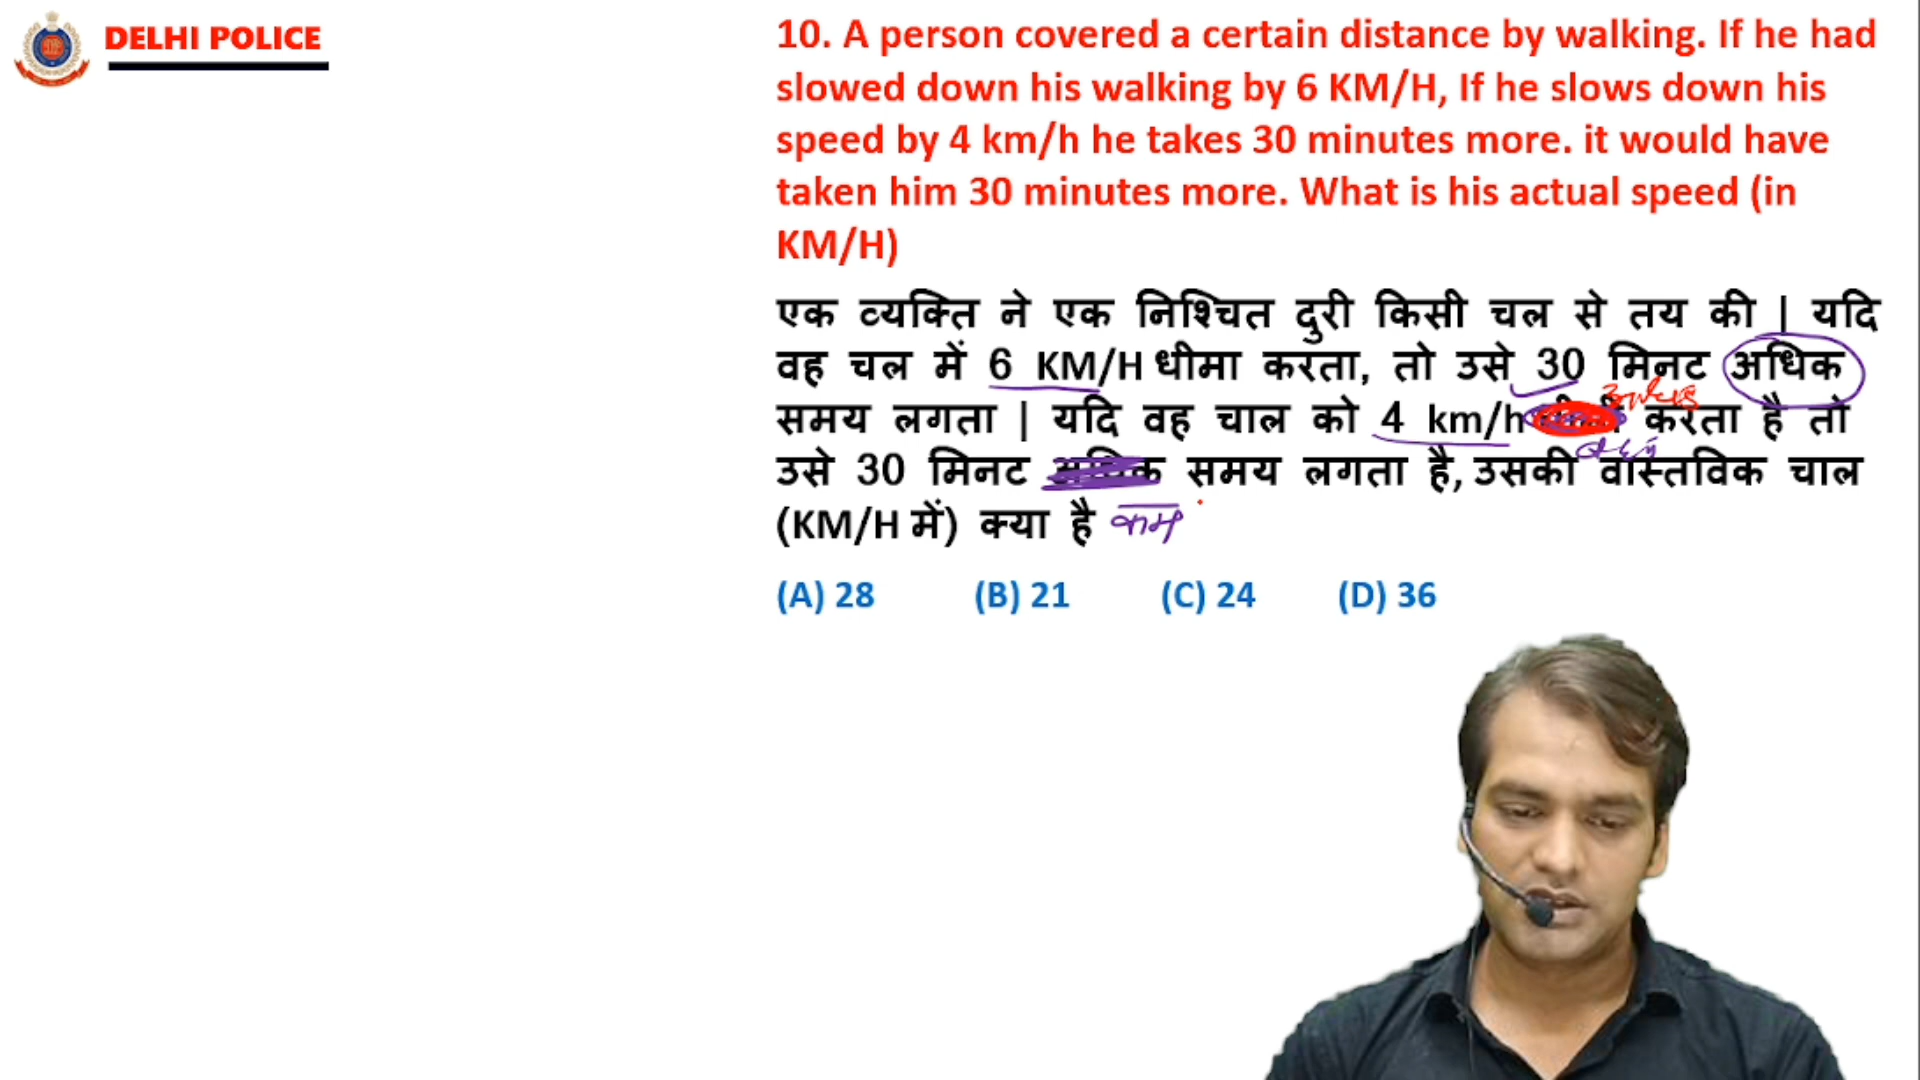 DELHI POLICE
10. A person covered a certain distance by walking. If he had
slowed down his walking by 6 KM/H, If he slows down his
speed by 4 km/h he takes 30 minutes more. it would have
taken him 30 minutes more. What is his actual speed (in
KM/H)
एक व्यक्ति ने एक निश्चित दुरी किसी चल से तय की | यदि
वह चल में 6 KM/H धीमा करता, तो उसे 30 मिनट अधिक
समय लगता | यदि वह चाल को 4 km/h करता है तो
उसे 30 मिनट अधिक समय लगता है, उसकी वास्तविक चाल
(KM/H में) क्या है कम
(A) 28 (B) 21 (C) 24 (D) 36